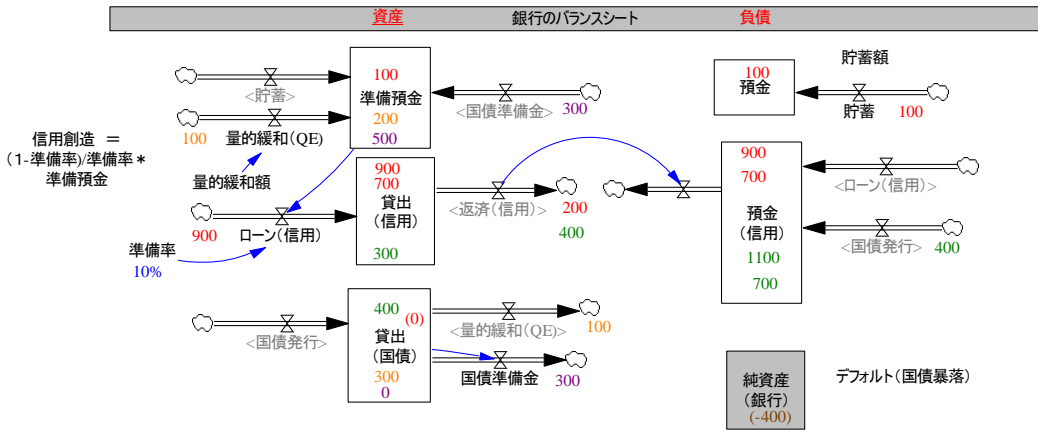 資産 銀行のバランスシート 負債
100
準備預金
200
500
<貯蓄>
100
量的緩和(QE)
量的緩和額
<国債準備金>
300
信用創造 =
(1-準備率)/準備率*
準備預金
900
700
貸出
(信用)
300
900
ローン(信用)
準備率
10%
<返済(信用)>
200
400
400
(0)
貸出
(国債)
300
0
<国債発行>
<量的緩和(QE)>
100
国債準備金
300
100
預金
貯蓄額
貯蓄
100
900
700
預金
(信用)
1100
700
<ローン(信用)>
<国債発行>
400
純資産
(銀行)
(-400)
デフォルト(国債暴落)